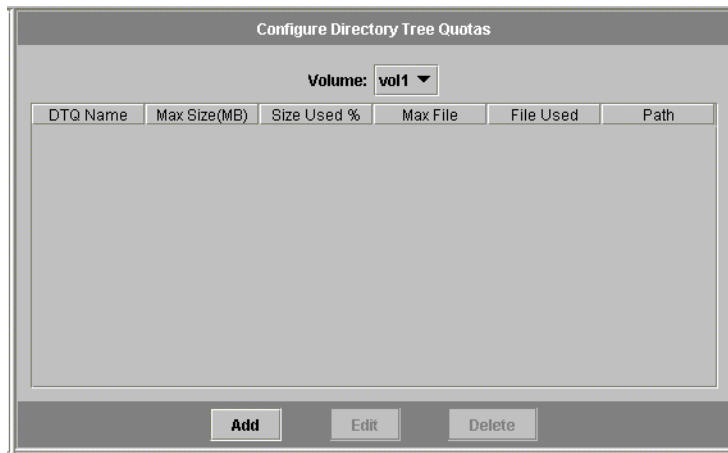 Configure Directory Tree Quotas
Volume: vol1
DTQ Name Max Size(MB) Size Used % Max File File Used Path
Add Edit Delete